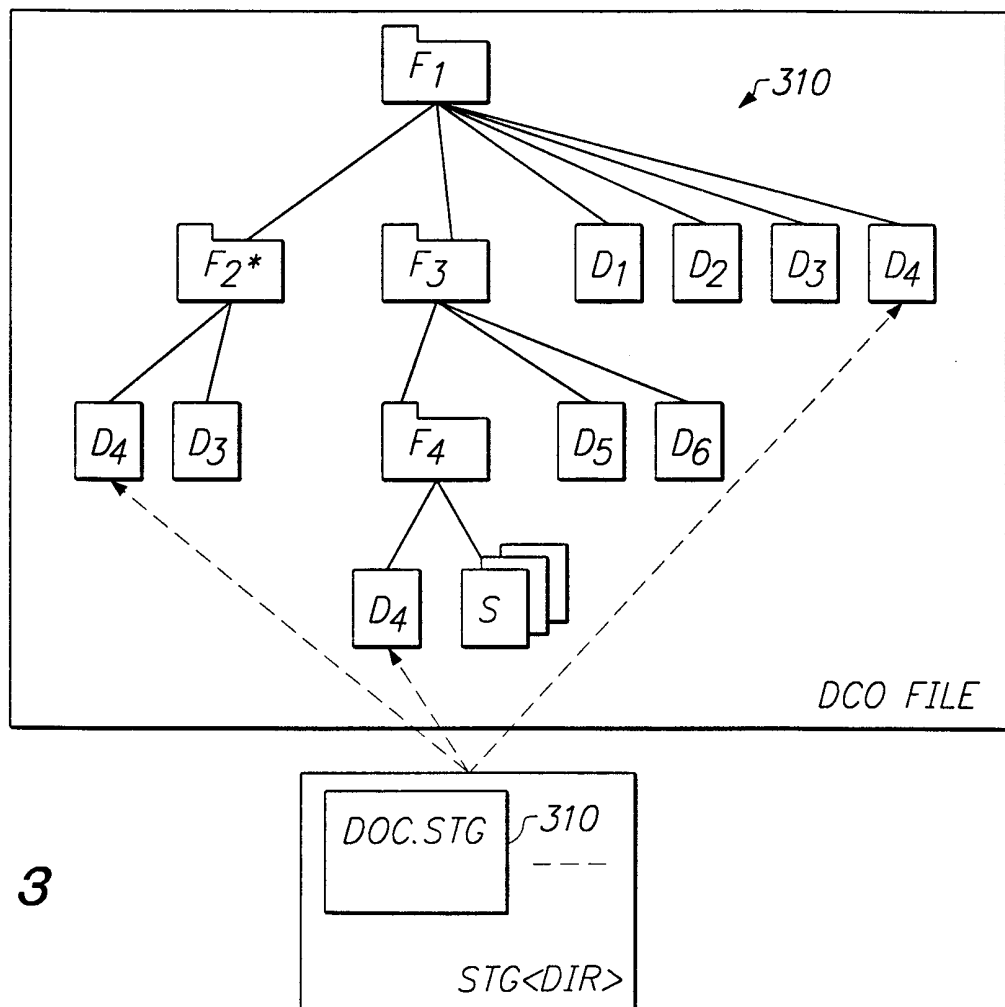 F1
310
F2*
F3
D1
D2
D3
D4
D4
D3
F4
D5
D6
D4
S
DCO FILE
DOC.STG
310
3
STG<DIR>